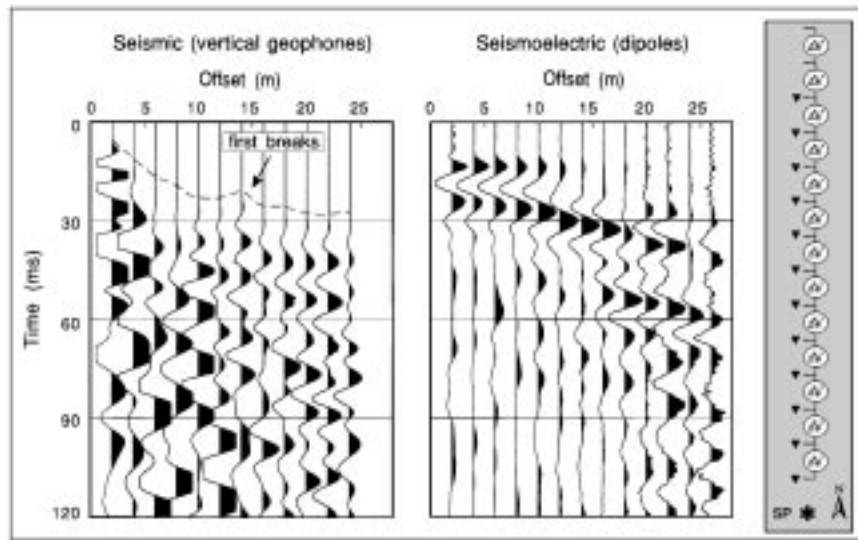 Seismic (vertical geophones)
Offset (m)
0 5 10 15 20 25
first breaks
0
30
60
90
120
Time (ms)
Seismoelectric (dipoles)
Offset (m)
0 5 10 15 20 25
SP
N